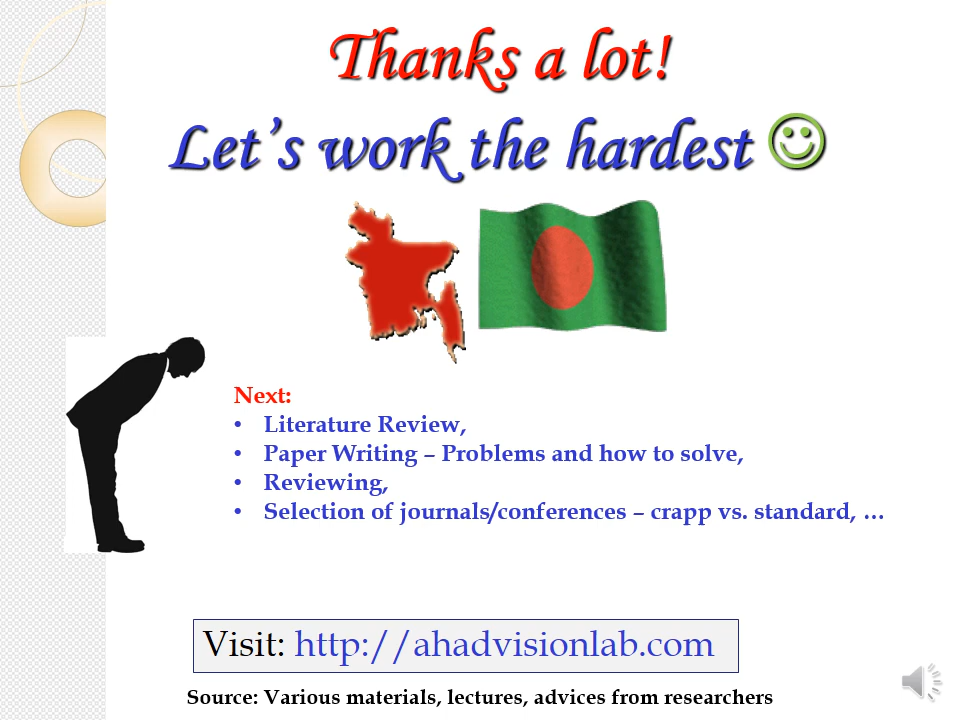 Thanks a lot!
Let’s work the hardest ☺
Next:
• Literature Review,
• Paper Writing – Problems and how to solve,
• Reviewing,
• Selection of journals/conferences – crapp vs. standard, …
Visit: http://ahadvisionlab.com
Source: Various materials, lectures, advices from researchers